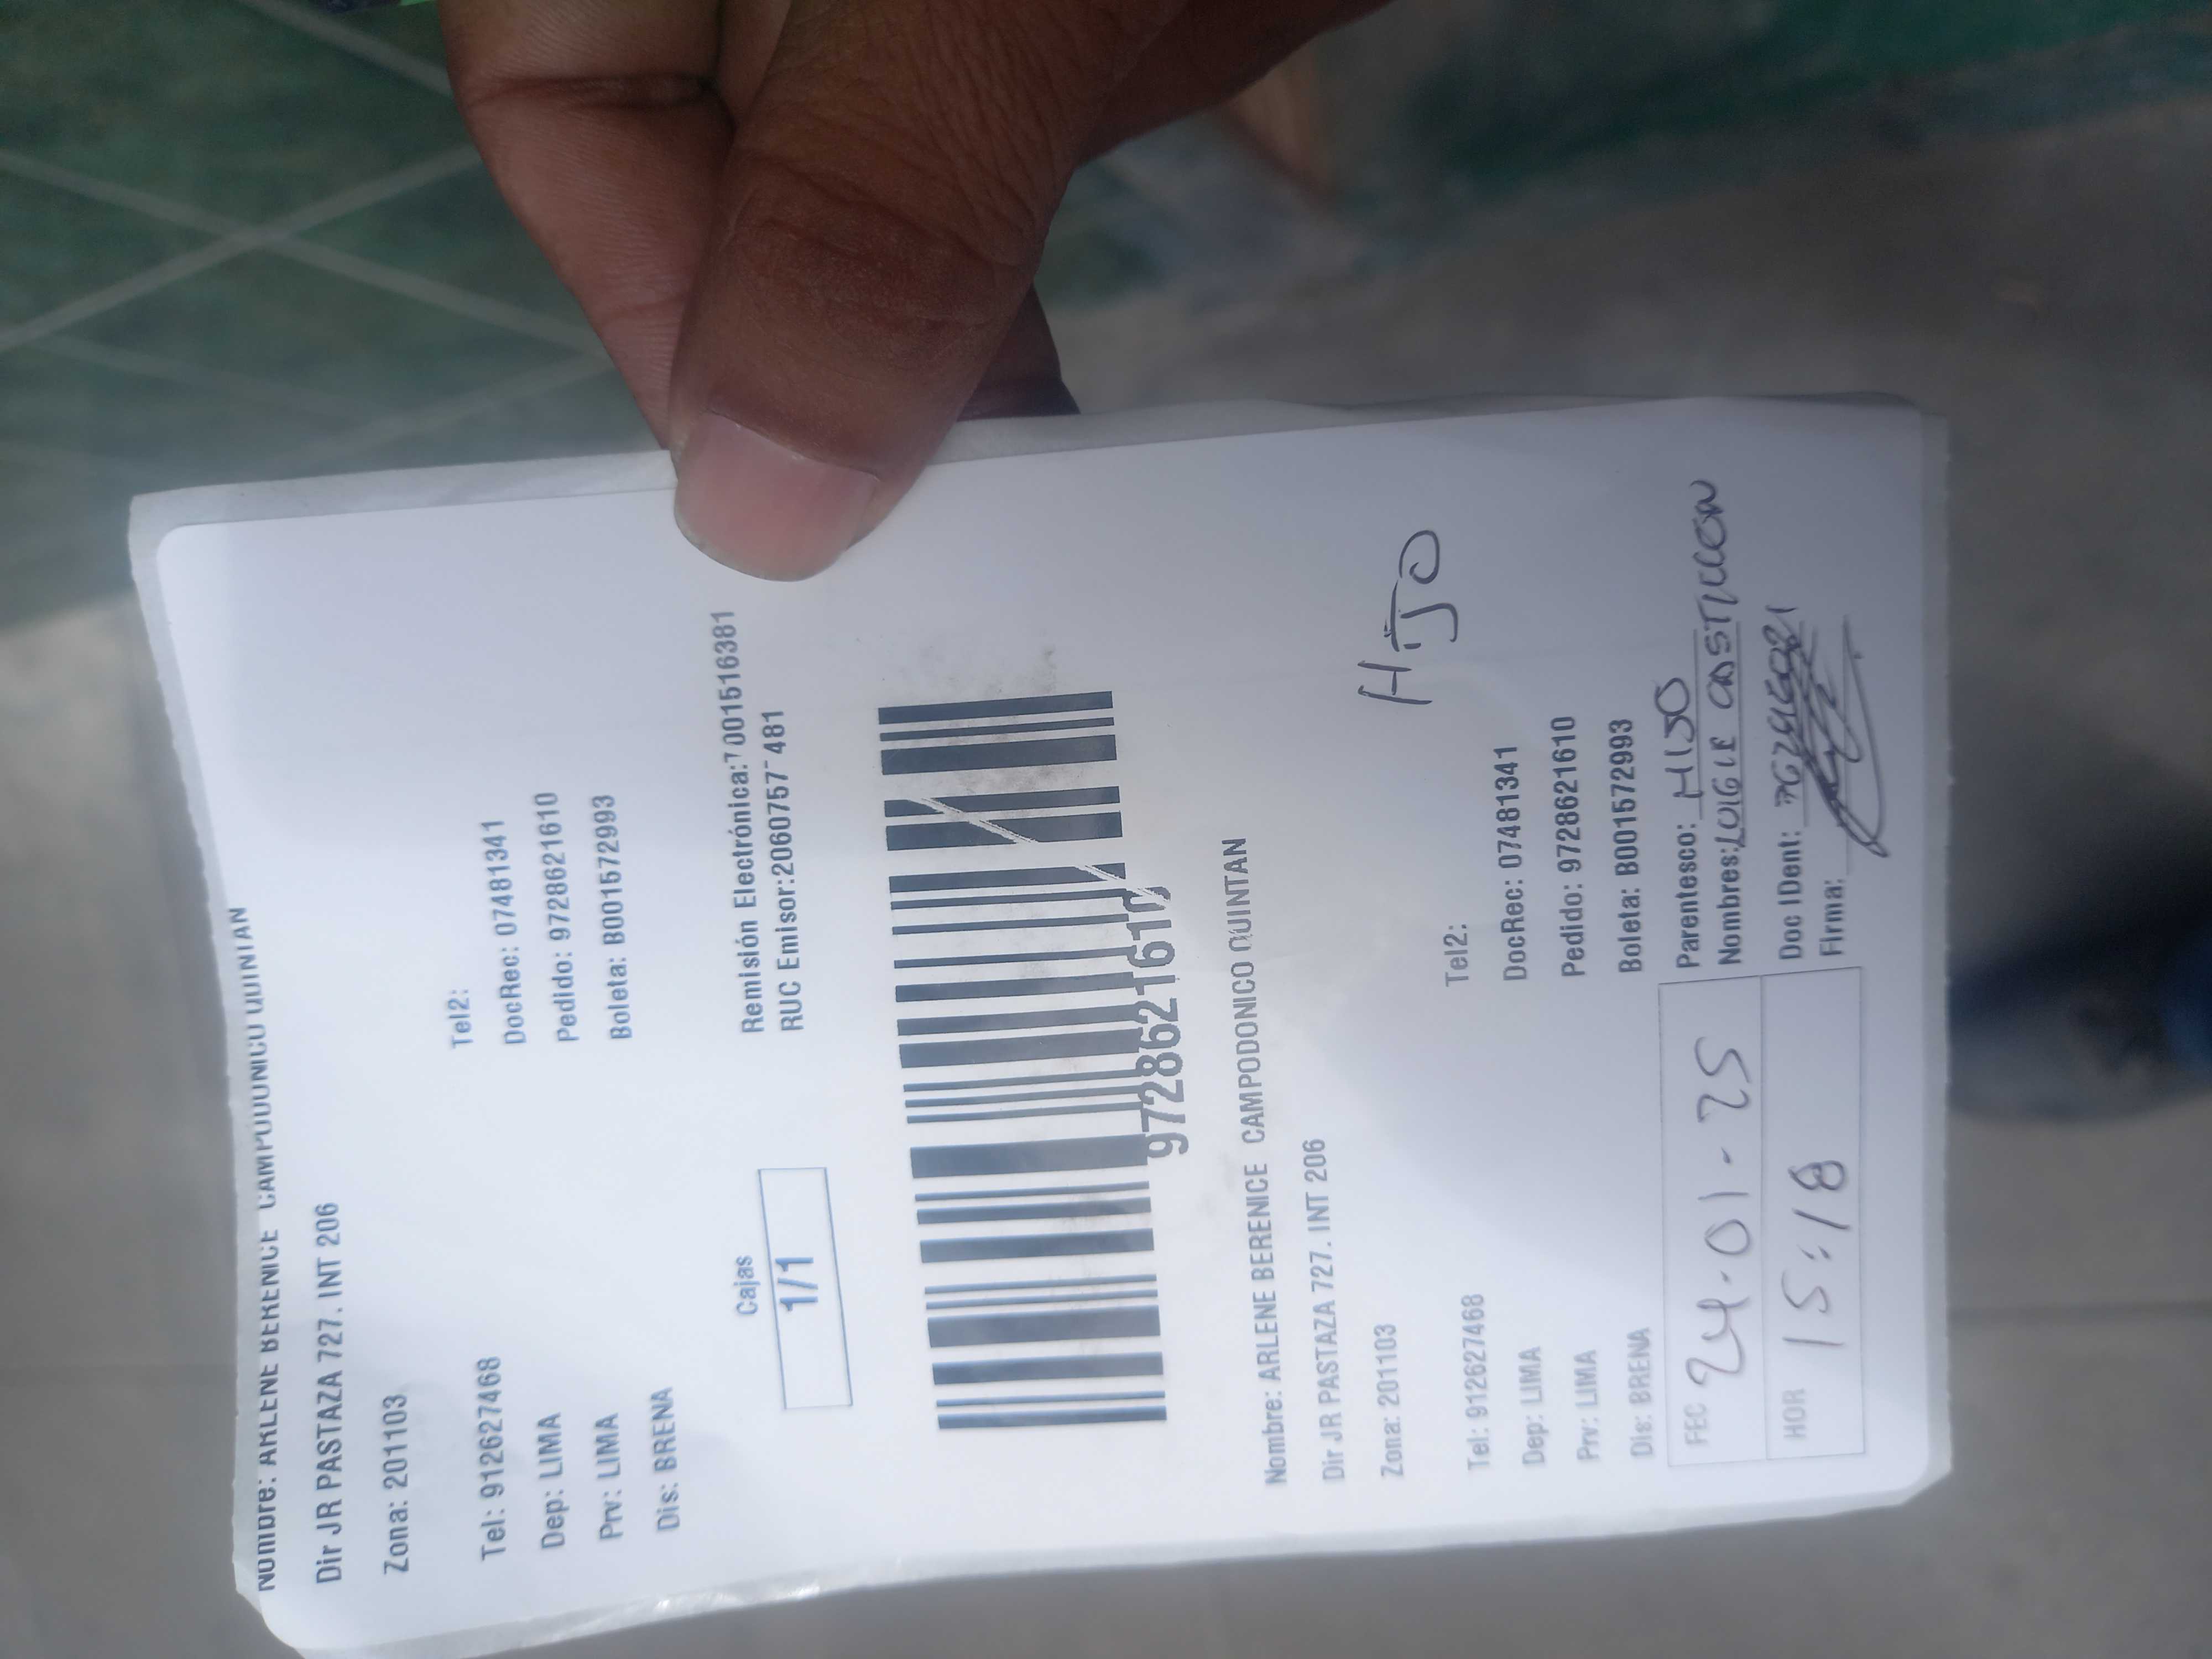 Nombre: ARLENE BERENICE CAMPODONICO QUINTAN
Dir JR PASTAZA 727. INT 206
Zona: 201103
Tel: 912627468 Tel2:
Dep: LIMA DocRec: 07481341
Prv: LIMA Pedido: 9728621610
Dis: BRENA Boleta: B001572993
Cajas
1/1
Remisión Electrónica: 001516381
RUC Emisor:
972862161
Nombre: ARLENE BERENICE CAMPODONICO QUINTAN
Dir JR PASTAZA 727. INT 206
Zona: 201103
HIJO
Tel: 912627468 Tel2:
Dep: LIMA DocRec: 07481341
Prv: LIMA Pedido: 9728621610
Dis: BRENA Boleta: B001572993
FEC 24-01-25
HOR 15:18
Parentesco: HIJO
Nombres:
Doc IDent:
Firma: